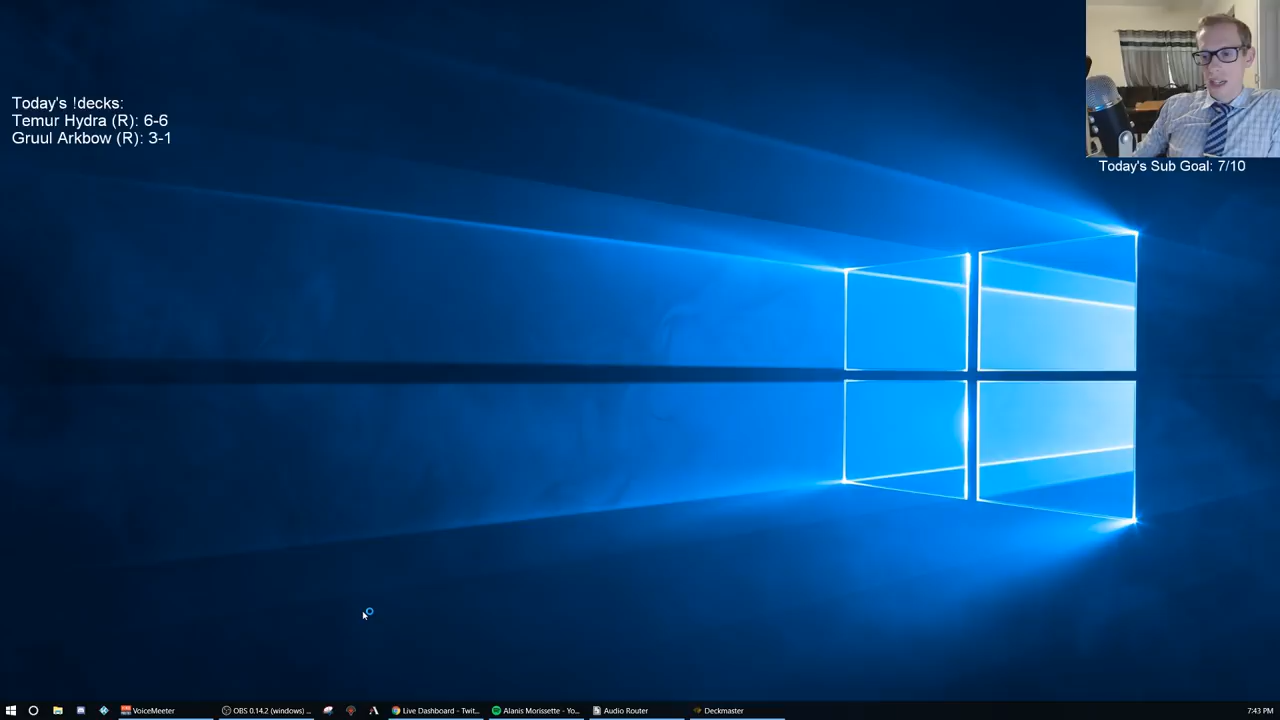 Today's !decks:
Temur Hydra (R): 6-6
Gruul Arkbow (R): 3-1
Today's Sub Goal: 7/10
VoiceMeeter
OBS 0.14.2 (windows) ...
Live Dashboard - Twit...
Alanis Morissette - Yo...
Audio Router
Deckmaster
7:43 PM